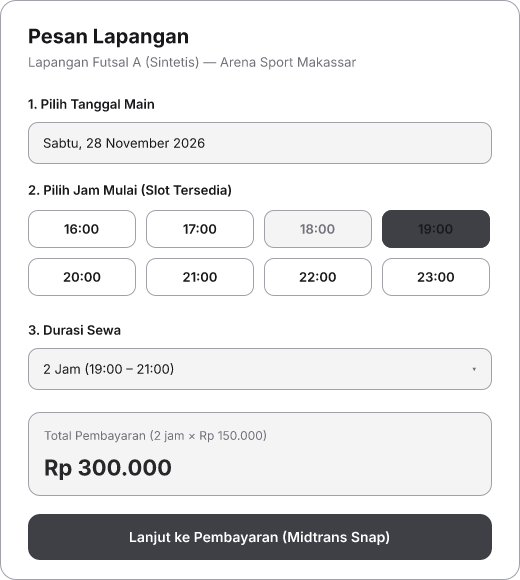 Pesan Lapangan
Lapangan Futsal A (Sintetis) — Arena Sport Makassar
1. Pilih Tanggal Main
Sabtu, 28 November 2026
2. Pilih Jam Mulai (Slot Tersedia)
16:00 17:00 18:00 19:00
20:00 21:00 22:00 23:00
3. Durasi Sewa
2 Jam (19:00 – 21:00)
Total Pembayaran (2 jam × Rp 150.000)
Rp 300.000
Lanjut ke Pembayaran (Midtrans Snap)